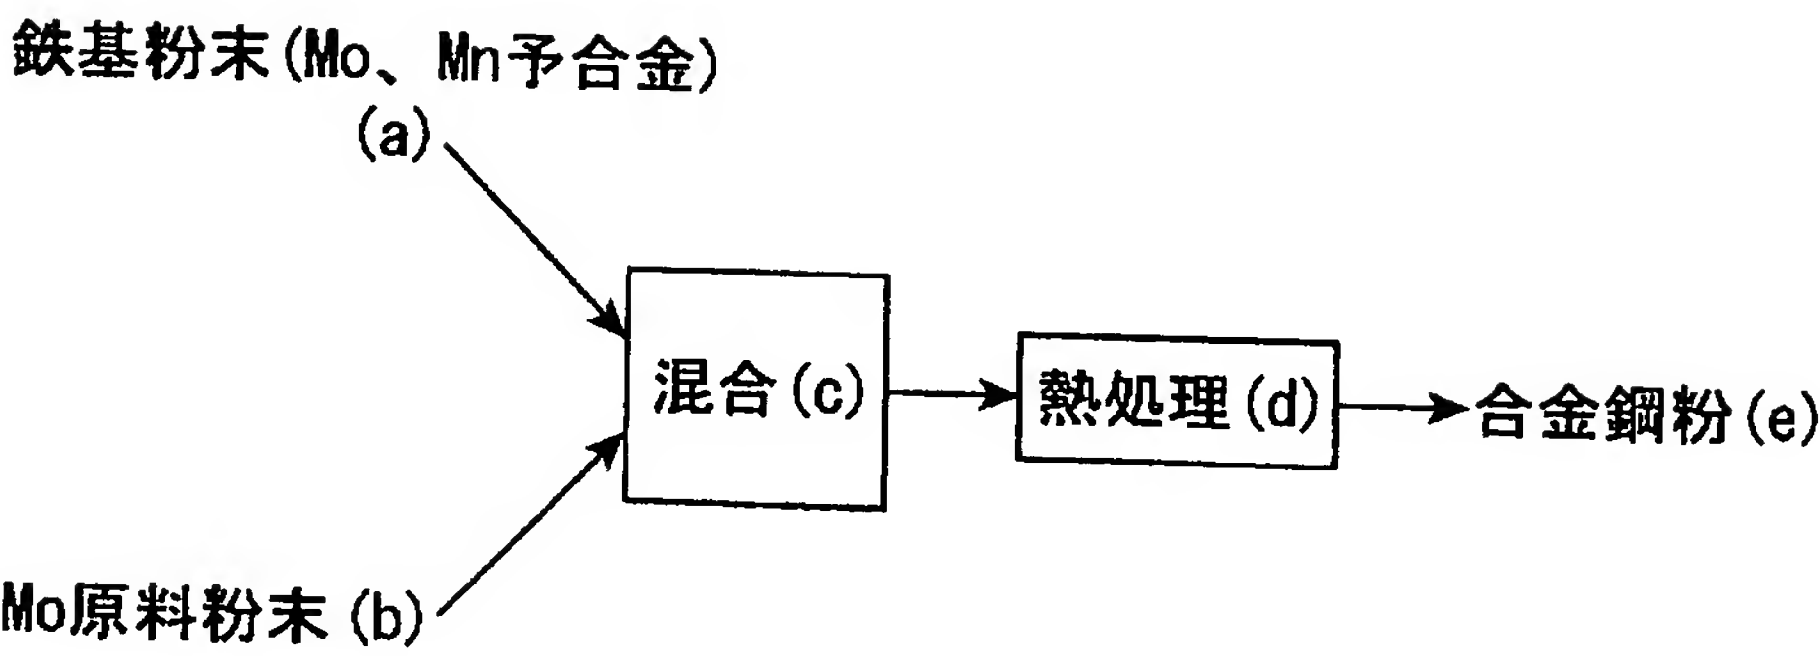 鉄基粉末(Mo、Mn予合金)
(a)
混合(c)
熱処理(d)
合金鋼粉(e)
Mo原料粉末(b)